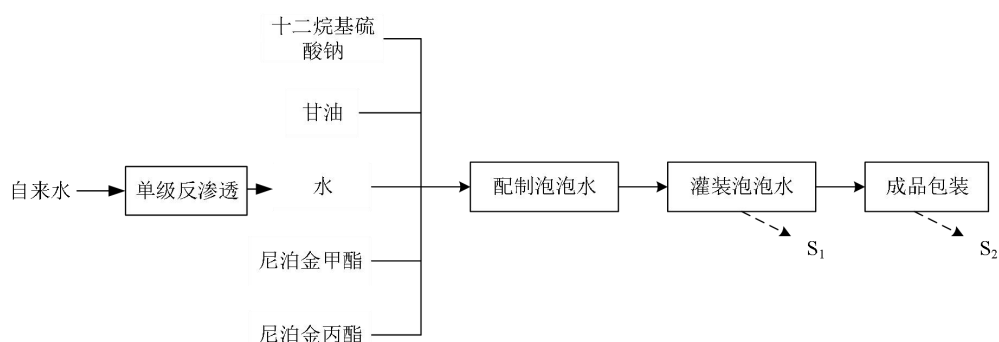 十二烷基硫
酸钠
甘油
自来水
单级反渗透
水
配制泡泡水
灌装泡泡水
成品包装
S₁
S₂
尼泊金甲酯
尼泊金丙酯